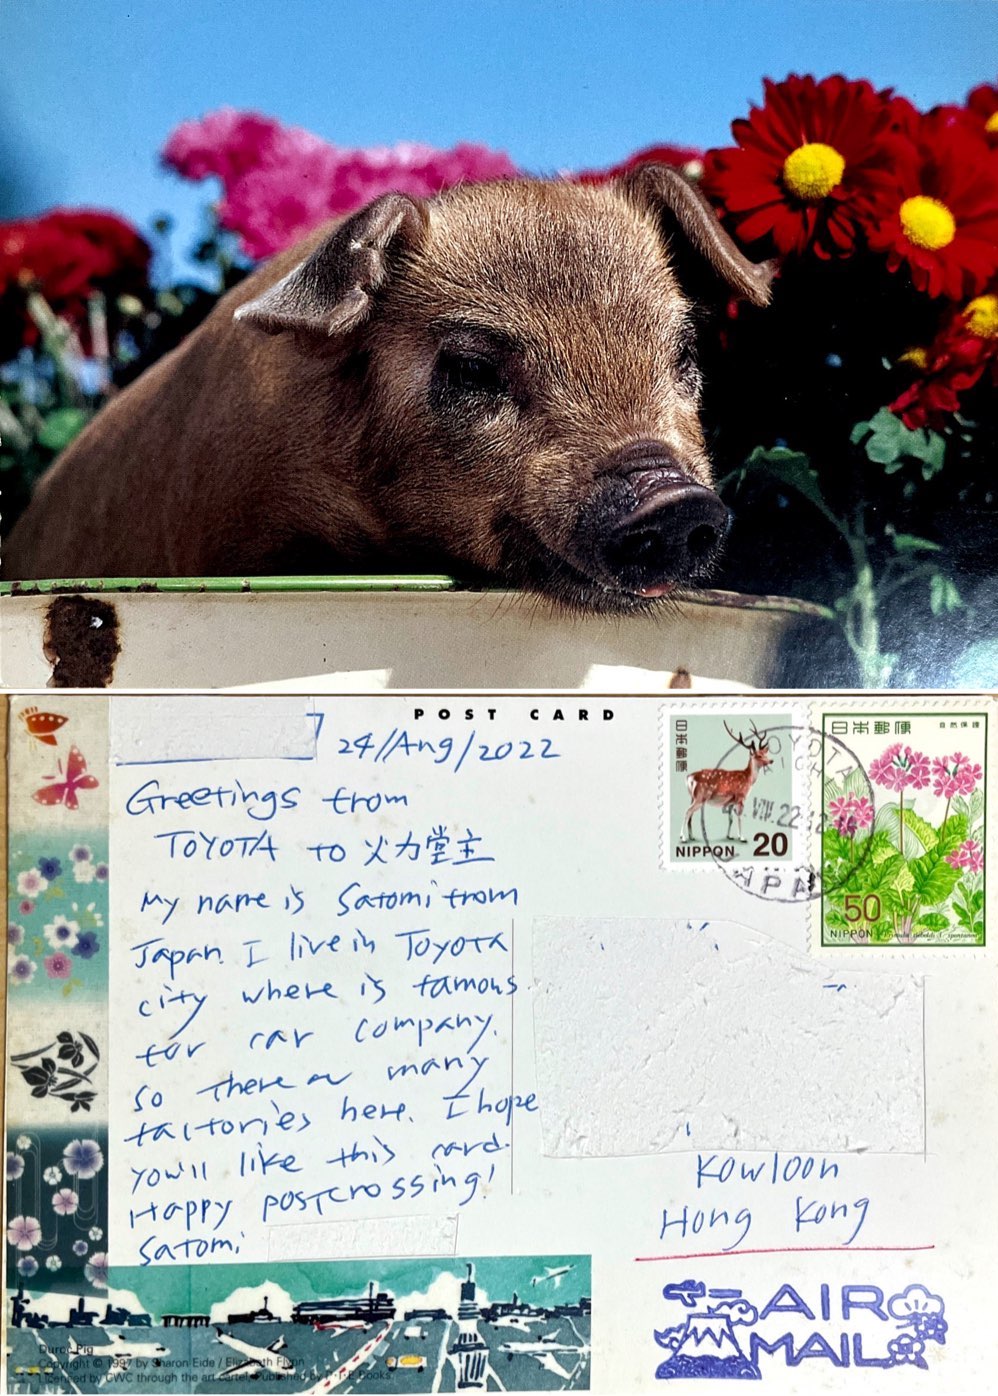 POST CARD
24/Aug/2022
Greetings from
TOYOTA TO 火力堂主
My name is Satomi from
Japan. I live in TOYOTA
city where is famous
for car company.
So there are many
factories here. I hope
you'll like this card.
Happy postcrossing!
Satomi
日本郵便
NIPPON 20
日本郵便 自然保護
50
NIPPON
TOYOTA
AICHI
VIII.22
JAPAN
Kowloon
Hong Kong
AIR
MAIL
Duroc Pig
Copyright © 1997 by Sharon Eide / Elizabeth Flynn
Licensed by CWC through the art cartel, Published by P·I·E Books.